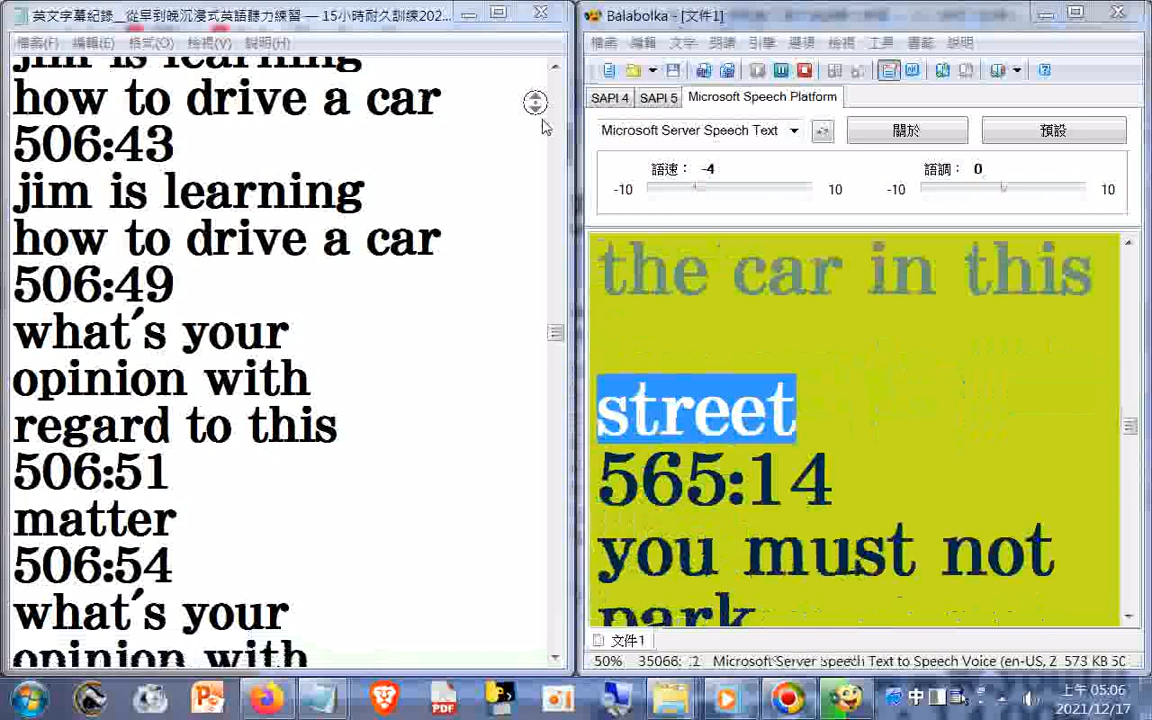 英文字幕紀錄__從早到晚沉浸式英語聽力練習 — 15小時耐久訓練202...
檔案(F) 編輯(E) 格式(O) 檢視(V) 說明(H)
jim is learning
how to drive a car
506:43
jim is learning
how to drive a car
506:49
what´s your
opinion with
regard to this
506:51
matter
506:54
what´s your
opinion with
Balabolka - [文件1]
檔案 編輯 文字 朗讀 引擎 選項 檢視 工具 書籤 說明
SAPI 4 SAPI 5 Microsoft Speech Platform
Microsoft Server Speech Text 關於 預設
語速： -4 語調： 0
-10 10 -10 10
the car in this
street
565:14
you must not
park
文件1
50% 35066: Microsoft Server Speech Text to Speech Voice (en-US, Z 573 KB
中
上午 05:06
2021/12/17